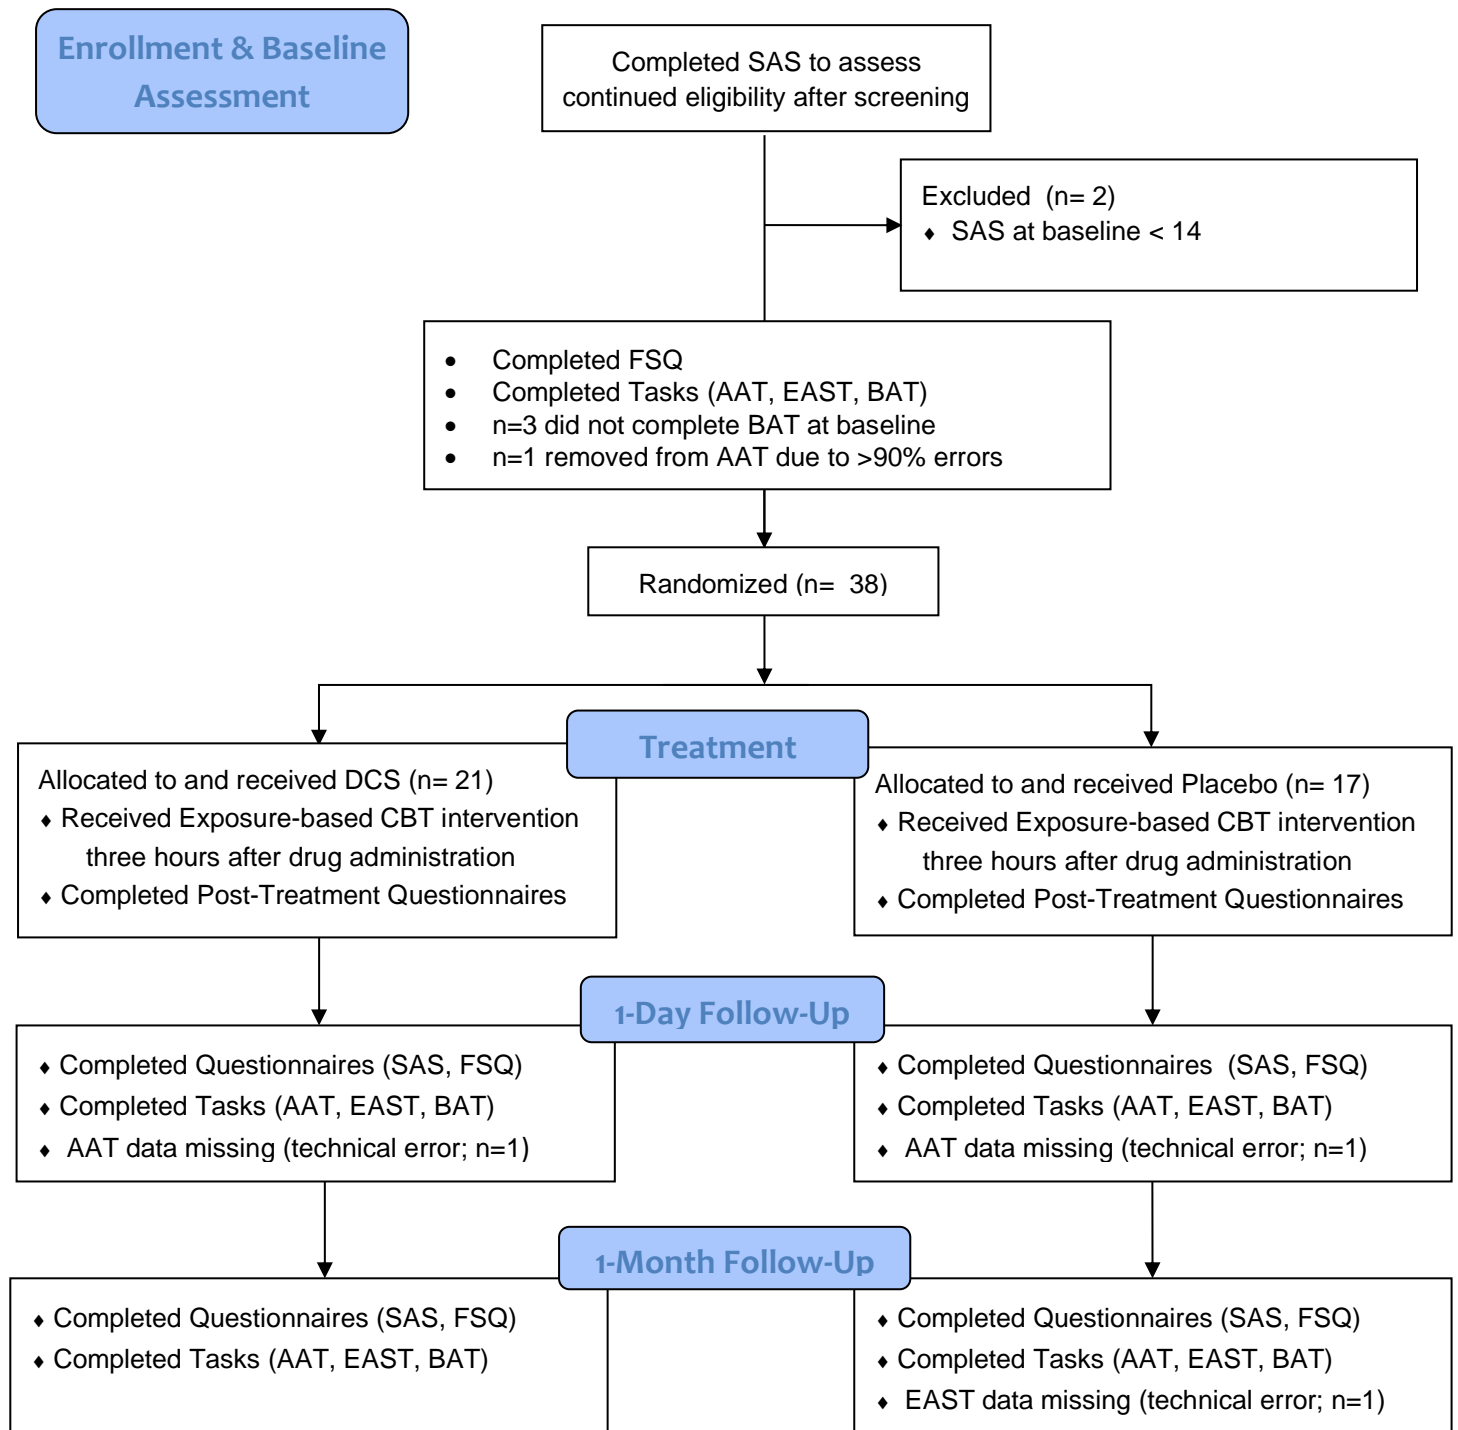 Enrollment & Baseline
Assessment
Completed SAS to assess
continued eligibility after screening
Excluded (n= 2)
♦ SAS at baseline < 14
• Completed FSQ
• Completed Tasks (AAT, EAST, BAT)
• n=3 did not complete BAT at baseline
• n=1 removed from AAT due to >90% errors
Randomized (n= 38)
Treatment
Allocated to and received DCS (n= 21)
♦ Received Exposure-based CBT intervention
three hours after drug administration
♦ Completed Post-Treatment Questionnaires
Allocated to and received Placebo (n= 17)
♦ Received Exposure-based CBT intervention
three hours after drug administration
♦ Completed Post-Treatment Questionnaires
1-Day Follow-Up
♦ Completed Questionnaires (SAS, FSQ)
♦ Completed Tasks (AAT, EAST, BAT)
♦ AAT data missing (technical error; n=1)
♦ Completed Questionnaires (SAS, FSQ)
♦ Completed Tasks (AAT, EAST, BAT)
♦ AAT data missing (technical error; n=1)
1-Month Follow-Up
♦ Completed Questionnaires (SAS, FSQ)
♦ Completed Tasks (AAT, EAST, BAT)
♦ Completed Questionnaires (SAS, FSQ)
♦ Completed Tasks (AAT, EAST, BAT)
♦ EAST data missing (technical error; n=1)